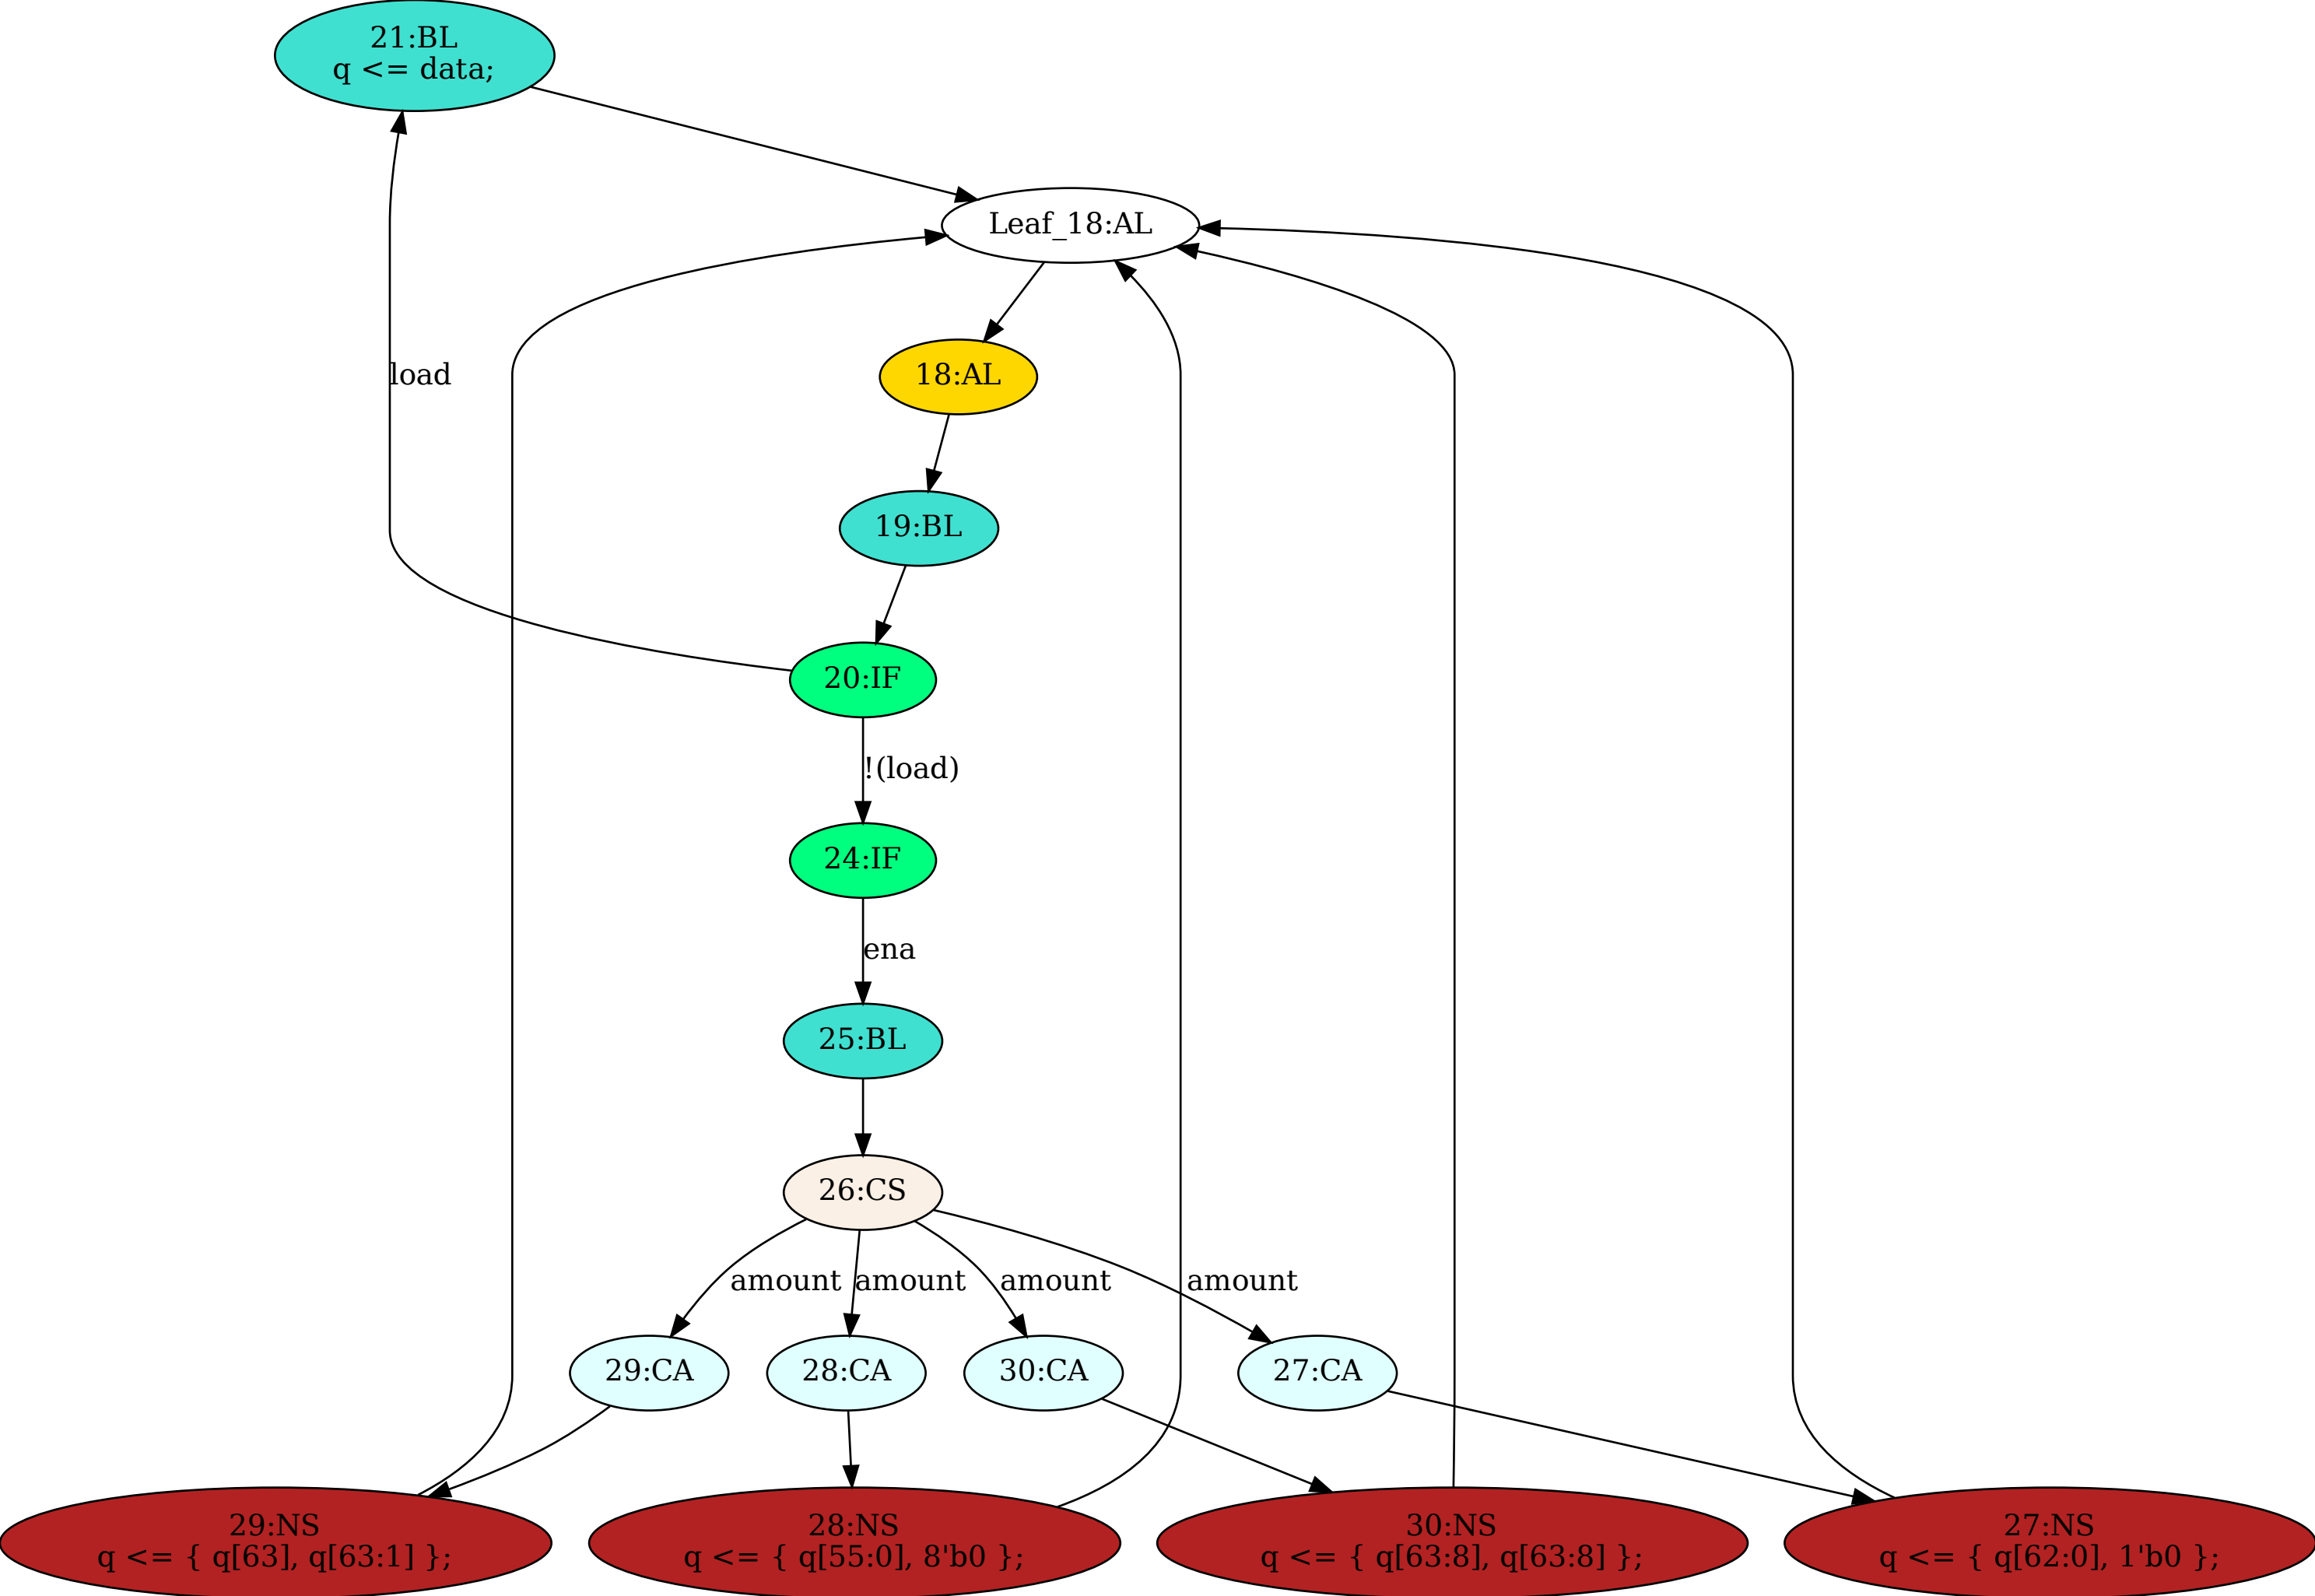 21:BL
q <= data;
Leaf_18:AL
load
18:AL
19:BL
20:IF
!(load)
24:IF
ena
25:BL
26:CS
amount
amount
amount
amount
29:CA
28:CA
30:CA
27:CA
29:NS
q <= { q[63], q[63:1] };
28:NS
q <= { q[55:0], 8'b0 };
30:NS
q <= { q[63:8], q[63:8] };
27:NS
q <= { q[62:0], 1'b0 };